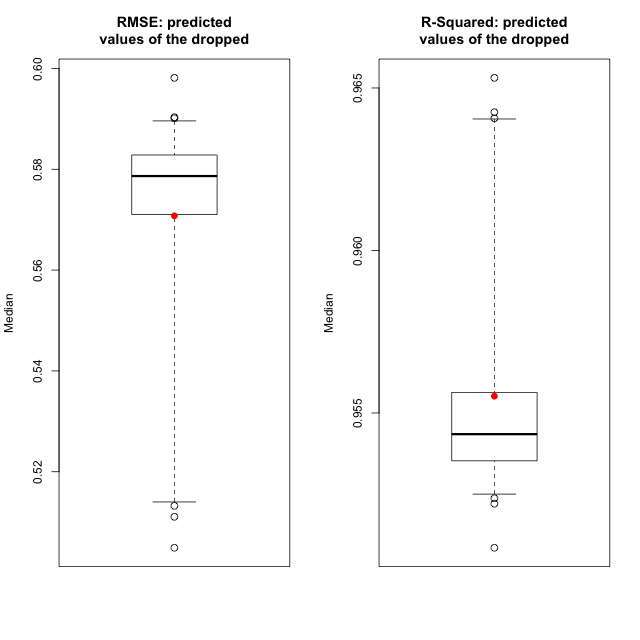 RMSE: predicted
values of the dropped
R-Squared: predicted
values of the dropped
Median
0.60
0.58
0.56
0.54
0.52
Median
0.965
0.960
0.955